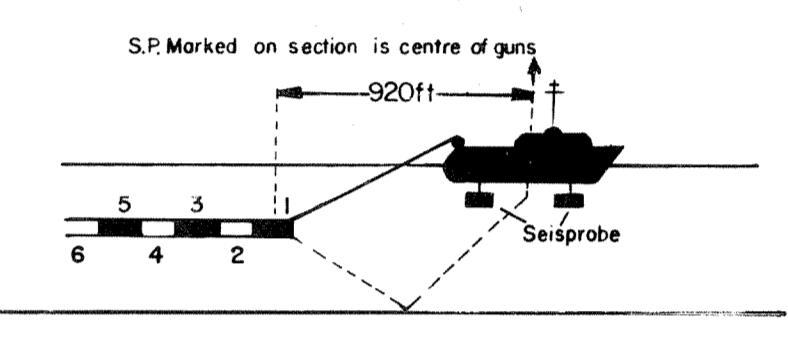 S.P. Marked on section is centre of guns
920ft
5 3 1
Seisprobe
6 4 2